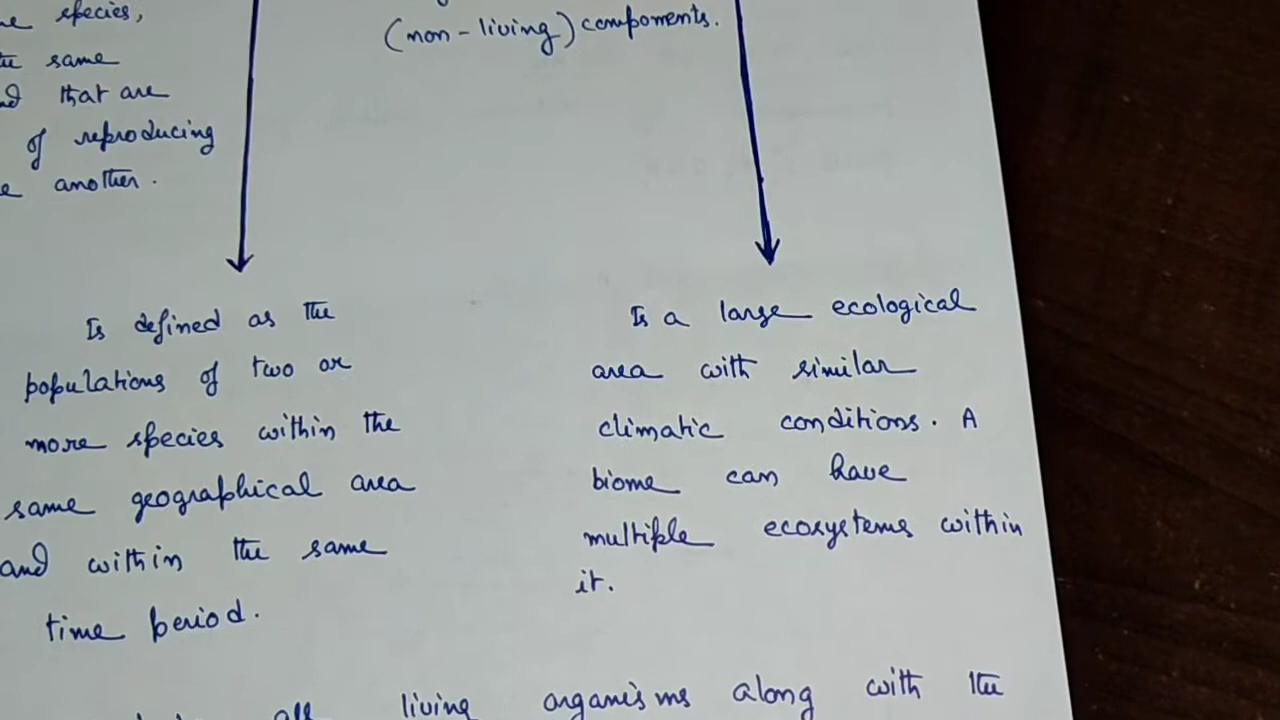 species,
same
that are
of reproducing
another.
(non-living) components.
Is defined as the
populations of two or
more species within the
same geographical area
and within the same
time period.
Is a large ecological
area with similar
climatic conditions. A
biome can have
multiple ecosystems within
it.
all living organisms along with the